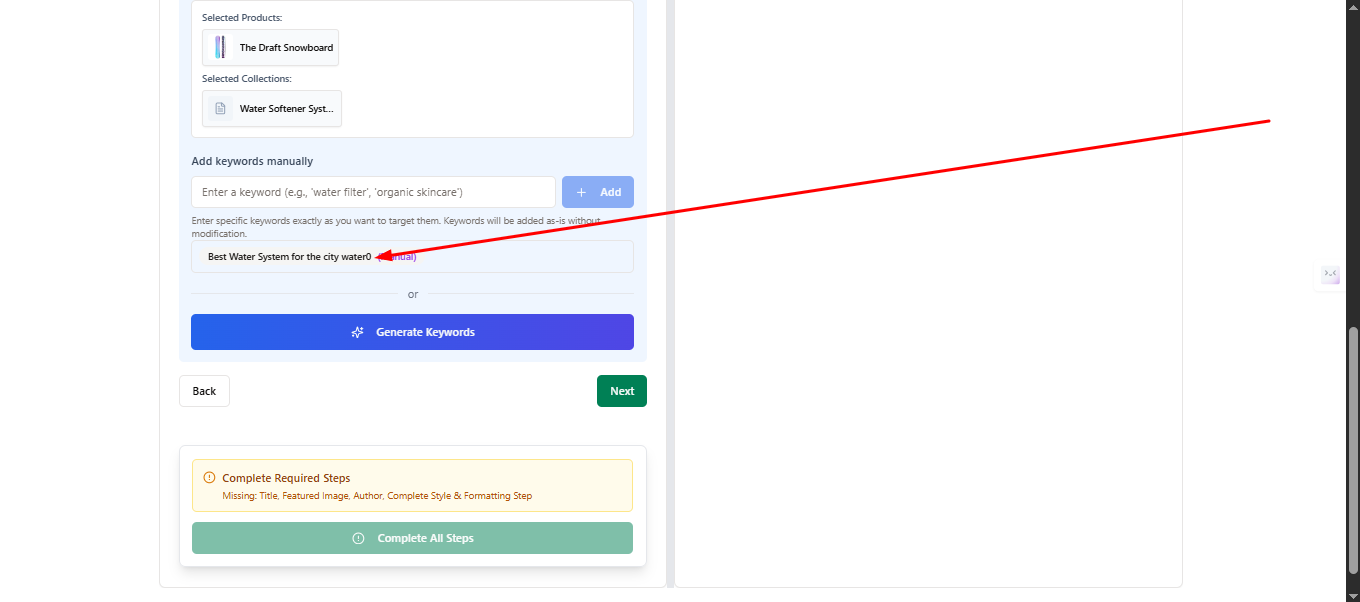 Selected Products:
The Draft Snowboard
Selected Collections:
Water Softener Syst...
Add keywords manually
Enter a keyword (e.g., 'water filter', 'organic skincare')
+ Add
Enter specific keywords exactly as you want to target them. Keywords will be added as-is without
modification.
Best Water System for the city water0
or
Generate Keywords
Back
Next
Complete Required Steps
Missing: Title, Featured Image, Author, Complete Style & Formatting Step
Complete All Steps